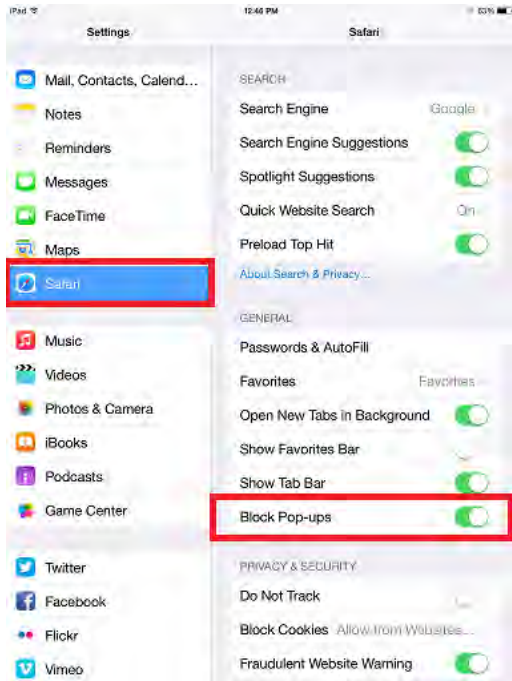 iPad
12:46 PM
63%
Settings
Safari
Mail, Contacts, Calend...
Notes
Reminders
Messages
FaceTime
Maps
Safari
Music
Videos
Photos & Camera
iBooks
Podcasts
Game Center
Twitter
Facebook
Flickr
Vimeo
SEARCH
Search Engine Google
Search Engine Suggestions
Spotlight Suggestions
Quick Website Search On
Preload Top Hit
About Search & Privacy...
GENERAL
Passwords & AutoFill
Favorites Favorites
Open New Tabs in Background
Show Favorites Bar
Show Tab Bar
Block Pop-ups
PRIVACY & SECURITY
Do Not Track
Block Cookies Allow from Websites...
Fraudulent Website Warning